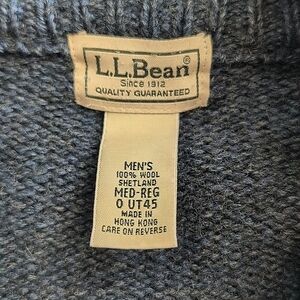 L.L.Bean®
Since 1912
QUALITY GUARANTEED
MEN'S
100% WOOL
SHETLAND
MED-REG
0 UT45
MADE IN
HONG KONG
CARE ON REVERSE